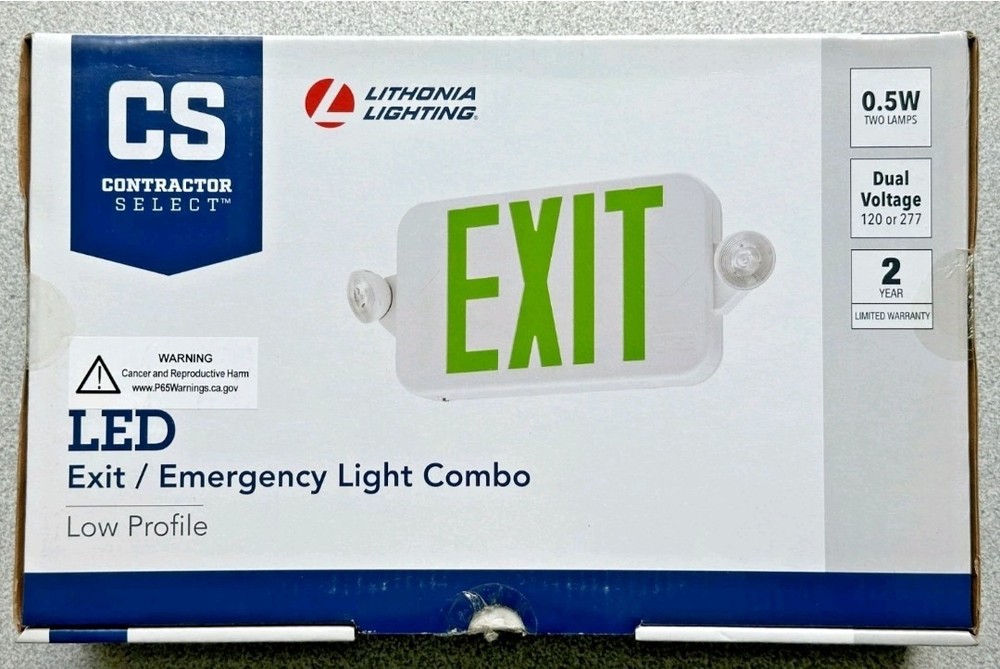 CS
CONTRACTOR
SELECT™
LITHONIA
LIGHTING®
EXIT
0.5W
TWO LAMPS
Dual
Voltage
120 or 277
2
YEAR
LIMITED WARRANTY
WARNING
Cancer and Reproductive Harm
www.P65Warnings.ca.gov
LED
Exit / Emergency Light Combo
Low Profile